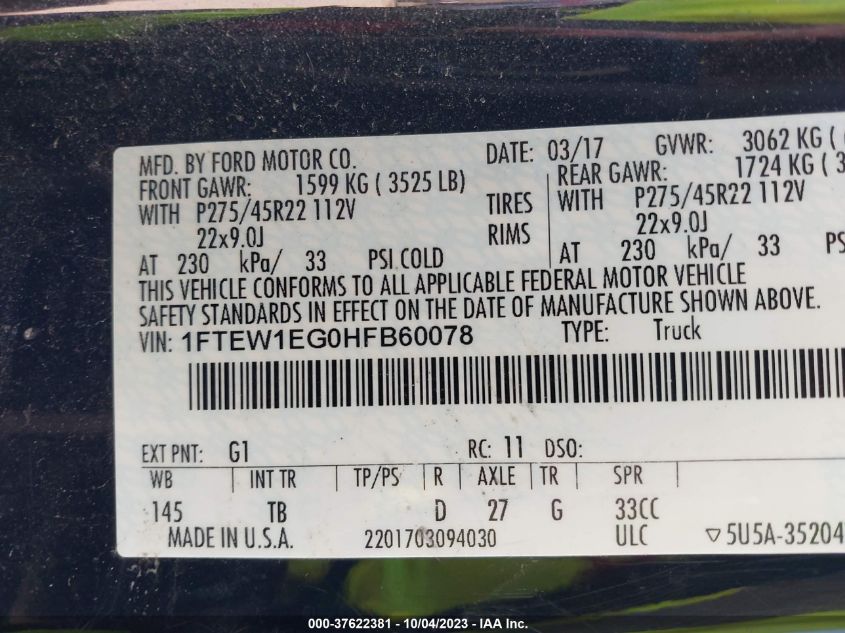 MFD. BY FORD MOTOR CO. DATE: 03/17 GVWR: 3062 KG (
FRONT GAWR: 1599 KG ( 3525 LB) REAR GAWR: 1724 KG ( 3
WITH P275/45R22 112V TIRES WITH P275/45R22 112V
22x9.0J RIMS 22x9.0J
AT 230 kPa/ 33 PSI COLD AT 230 kPa/ 33 PS
THIS VEHICLE CONFORMS TO ALL APPLICABLE FEDERAL MOTOR VEHICLE
SAFETY STANDARDS IN EFFECT ON THE DATE OF MANUFACTURE SHOWN ABOVE.
VIN: 1FTEW1EG0HFB60078 TYPE: Truck
EXT PNT: G1 RC: 11 DSO:
WB INT TR TP/PS R AXLE TR SPR
145 TB D 27 G 33CC
MADE IN U.S.A. 2201703094030 ULC ▽5U5A-35204
000-37622381 - 10/04/2023 - IAA Inc.